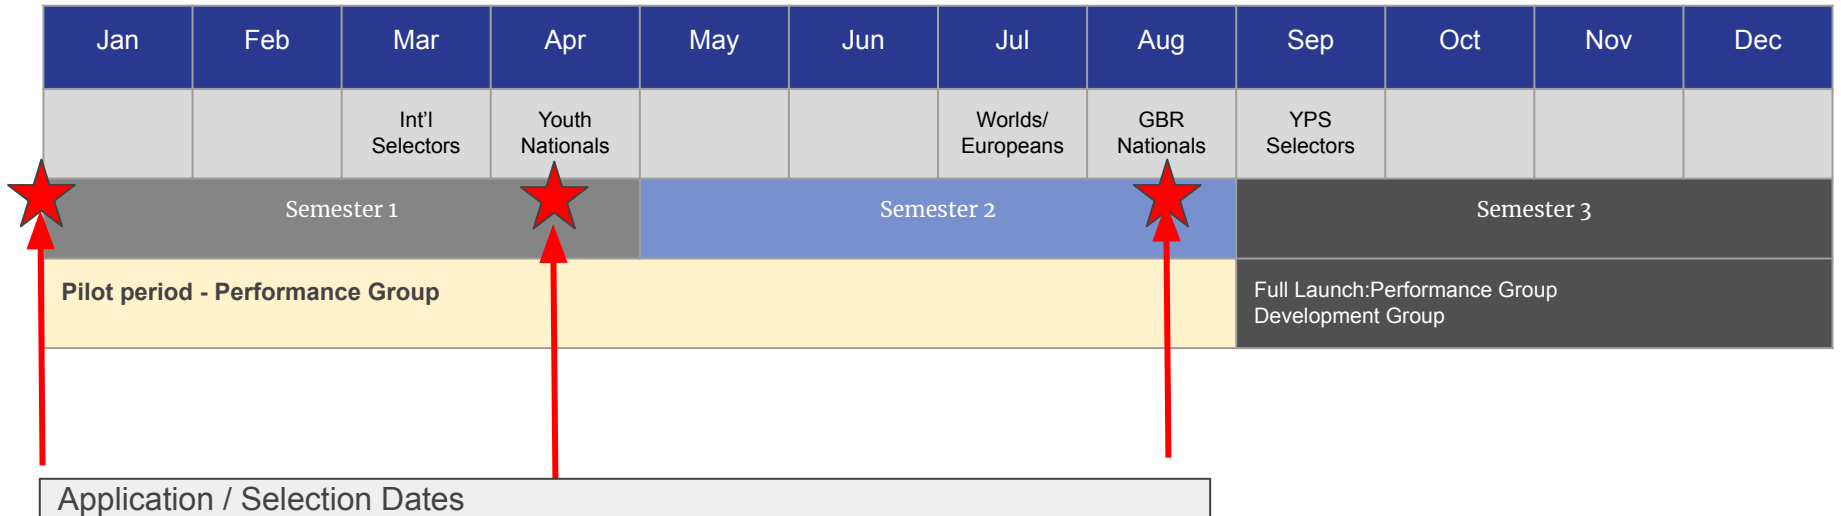 Jan Feb Mar Apr May Jun Jul Aug Sep Oct Nov Dec
Int'l Selectors
Youth Nationals
Worlds/ Europeans
GBR Nationals
YPS Selectors
Semester 1 Semester 2 Semester 3
Pilot period - Performance Group
Full Launch:Performance Group
Development Group
Application / Selection Dates